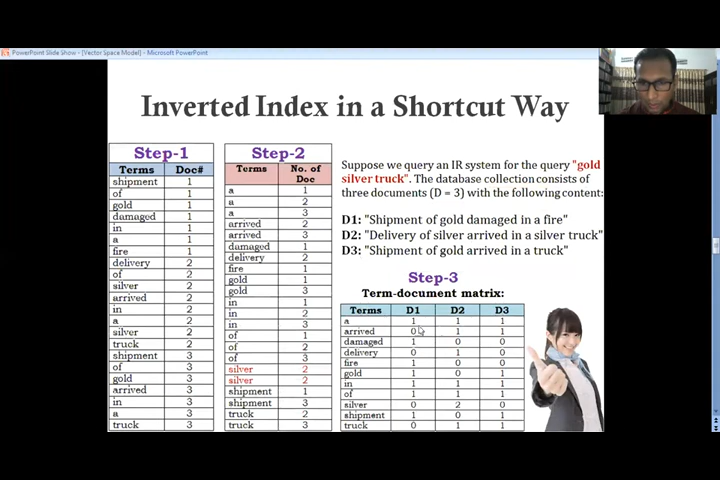 PowerPoint Slide Show - [Vector Space Model] - Microsoft PowerPoint
Inverted Index in a Shortcut Way
Step-1
Terms Doc#
shipment 1
of 1
gold 1
damaged 1
in 1
a 1
fire 1
delivery 2
of 2
silver 2
arrived 2
in 2
a 2
silver 2
truck 2
shipment 3
of 3
gold 3
arrived 3
in 3
a 3
truck 3
Step-2
Terms No. of Doc
a 1
a 2
a 3
arrived 2
arrived 3
damaged 1
delivery 2
fire 1
gold 1
gold 3
in 1
in 2
in 3
of 1
of 2
of 3
silver 2
silver 2
shipment 1
shipment 3
truck 2
truck 3
Suppose we query an IR system for the query "gold
silver truck". The database collection consists of
three documents (D = 3) with the following content:
D1: "Shipment of gold damaged in a fire"
D2: "Delivery of silver arrived in a silver truck"
D3: "Shipment of gold arrived in a truck"
Step-3
Term-document matrix:
Terms D1 D2 D3
a 1 1 1
arrived 0 1 1
damaged 1 0 0
delivery 0 1 0
fire 1 0 0
gold 1 0 1
in 1 1 1
of 1 1 1
silver 0 2 0
shipment 1 0 1
truck 0 1 1